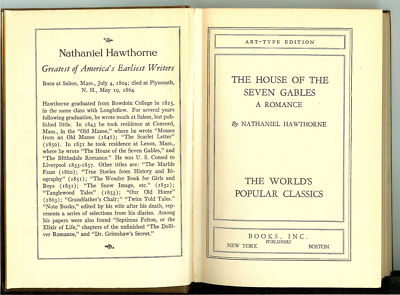 Nathaniel Hawthorne
Greatest of America's Earliest Writers
Born at Salem, Mass., July 4, 1804; died at Plymouth,
N. H., May 19, 1864.
Hawthorne graduated from Bowdoin College in 1825,
in the same class with Longfellow. For several years
following graduation, he wrote much at Salem, but pub-
lished little. In 1843 he took residence at Concord,
Mass., in the "Old Manse," where he wrote "Mosses
from an Old Manse" (1846); "The Scarlet Letter"
(1850). In 1851 he took residence at Lenox, Mass.,
where he wrote "The House of the Seven Gables," and
"The Blithedale Romance." He was U. S. Consul to
Liverpool 1853-1857. Other titles are: "The Marble
Faun (1860); "True Stories from History and Bi-
ography" (1851); "The Wonder Book for Girls and
Boys (1851); "The Snow Image, etc." (1852);
"Tanglewood Tales" (1853); "Our Old Home"
(1863); "Grandfather's Chair;" "Twice Told Tales."
"Note Books," edited by his wife after his death, rep-
resents a series of selections from his diaries. Among
his papers were also found "Septimus Felton, or the
Elixir of Life," chapters of the unfinished "The Dolli-
ver Romance," and "Dr. Grimshaw's Secret."
ART-TYPE EDITION
THE HOUSE OF THE
SEVEN GABLES
A ROMANCE
By NATHANIEL HAWTHORNE
THE WORLD'S
POPULAR CLASSICS
BOOKS, INC.
PUBLISHERS
NEW YORK BOSTON